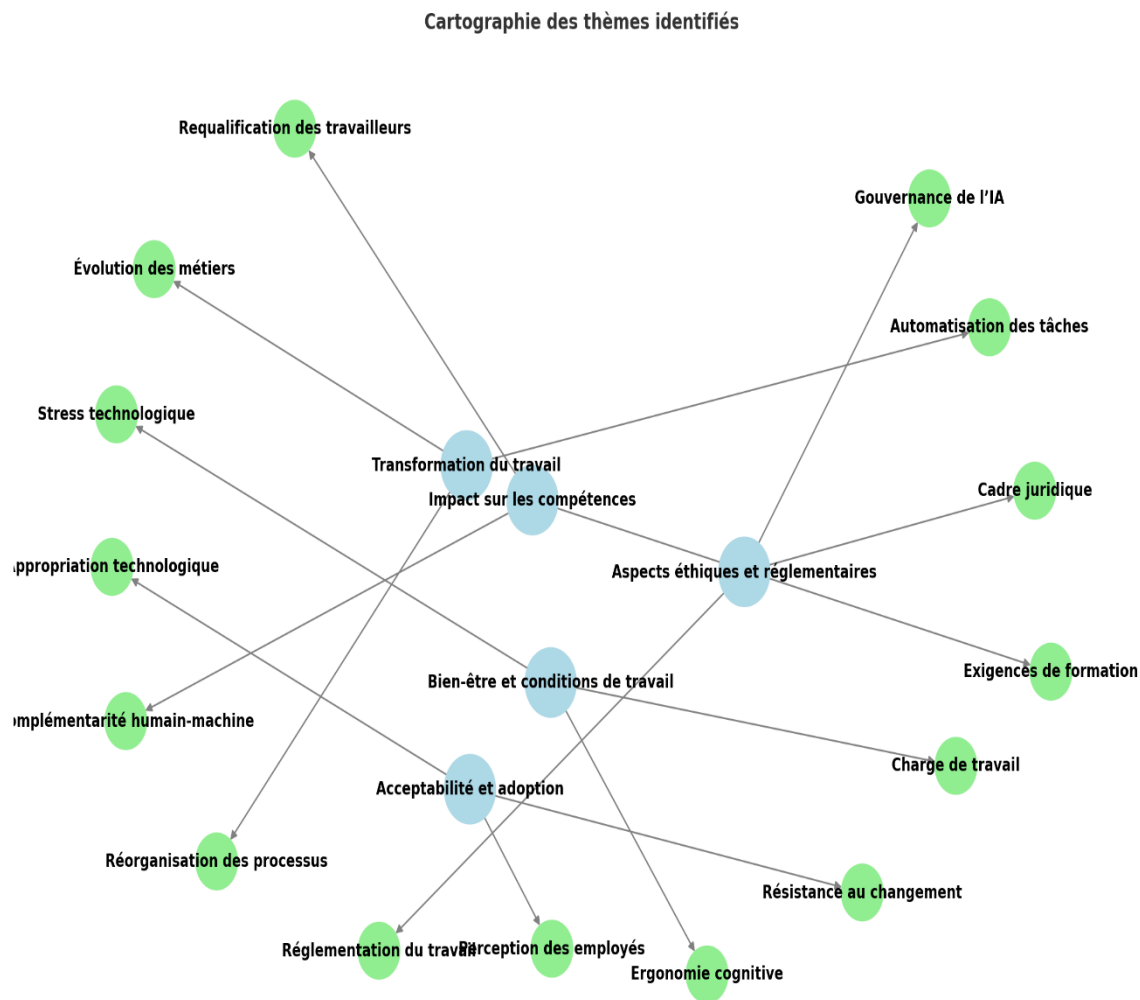 Cartographie des thèmes identifiés
Requalification des travailleurs
Gouvernance de l’IA
Évolution des métiers
Automatisation des tâches
Stress technologique
Transformation du travail
Impact sur les compétences
Cadre juridique
ppropriation technologique
Aspects éthiques et réglementaires
Exigences de formation
Bien-être et conditions de travail
omplémentarité humain-machine
Charge de travail
Acceptabilité et adoption
Réorganisation des processus
Résistance au changement
Réglementation du travail
Perception des employés
Ergonomie cognitive